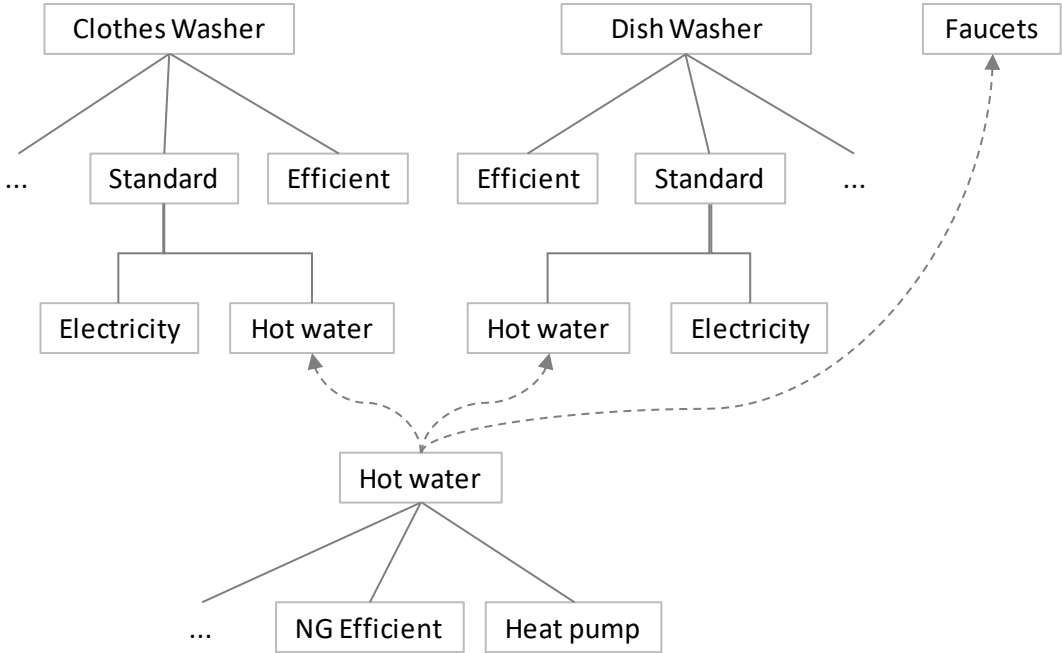 Clothes Washer
Dish Washer
Faucets
...
Standard
Efficient
Efficient
Standard
...
Electricity
Hot water
Hot water
Electricity
Hot water
...
NG Efficient
Heat pump